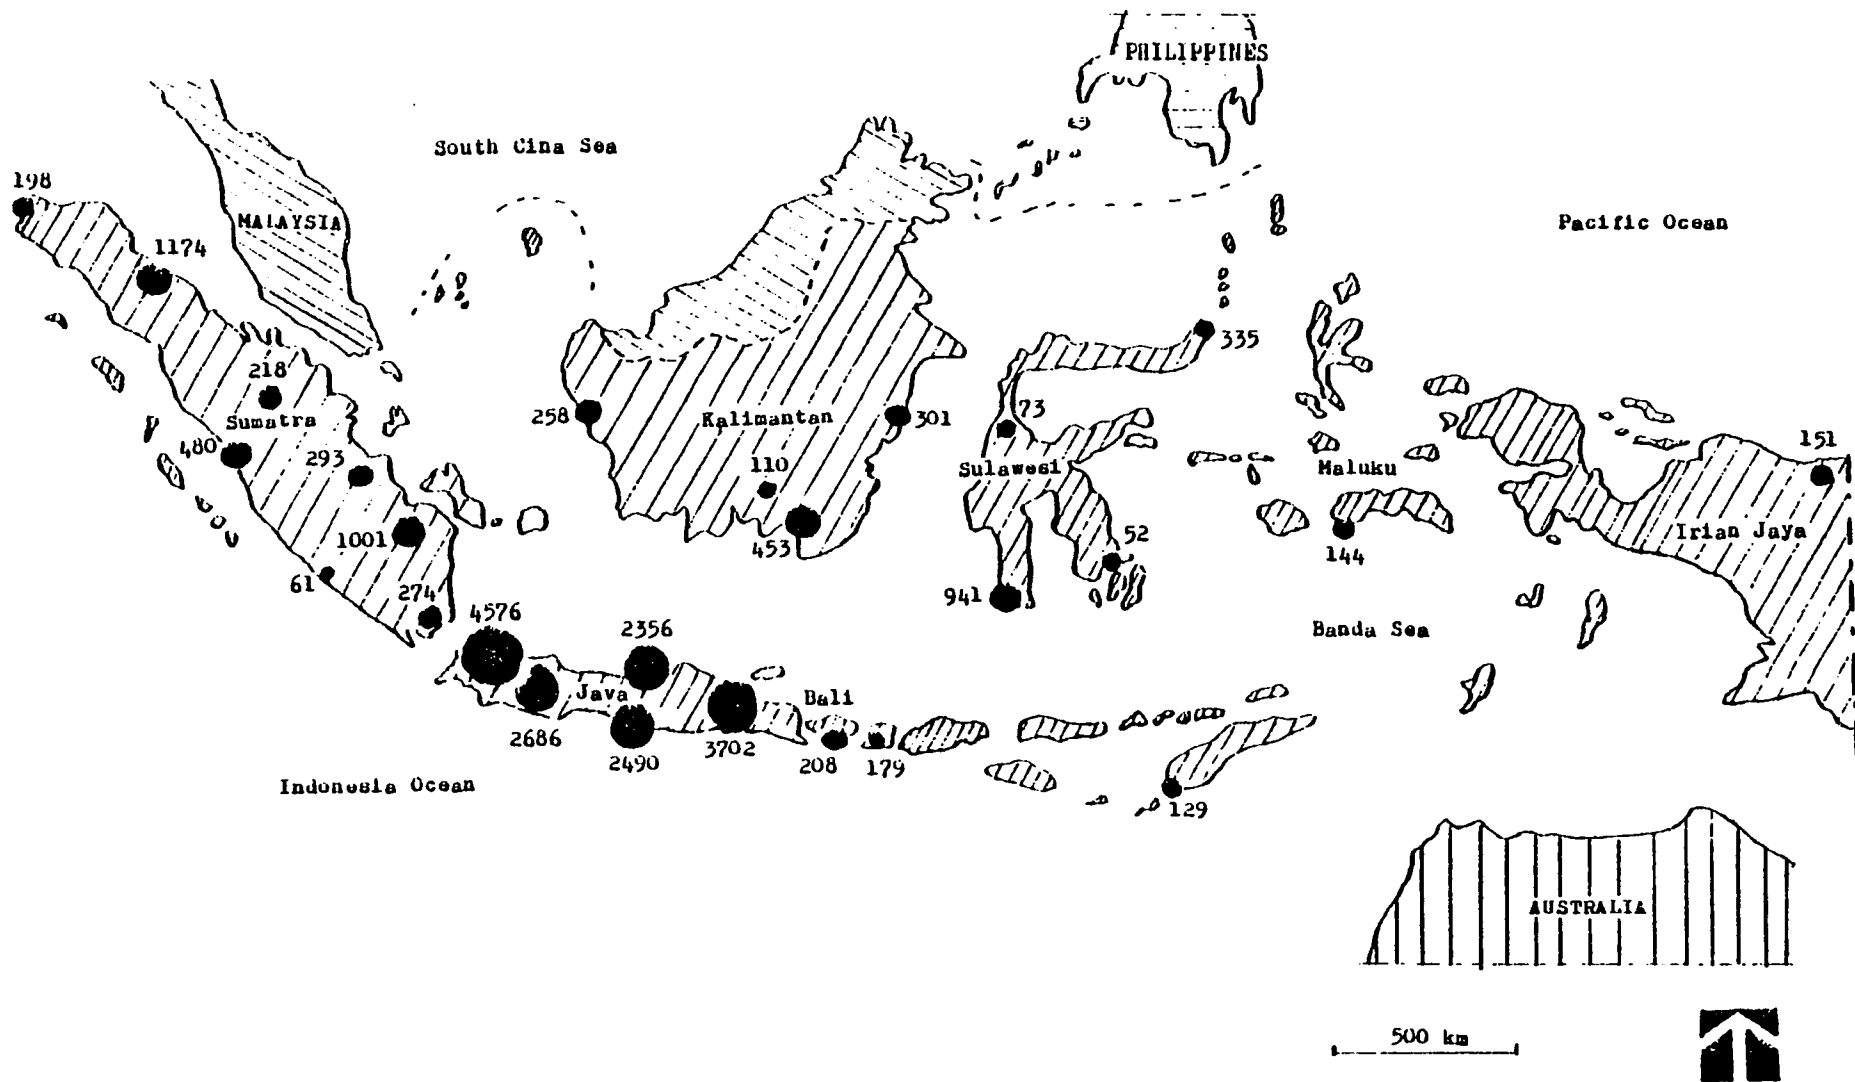 PHILIPPINES
South Cina Sea
198
MALAYSIA
Pacific Ocean
1174
335
218
Sumatra
258
Kalimantan
301
73
151
480
293
110
Sulawesi
Maluku
1001
453
52
144
Irian Jaya
61
274
941
4576
2356
Banda Sea
Java
Bali
2686
2490
3702
208
179
Indonesia Ocean
129
AUSTRALIA
500 km